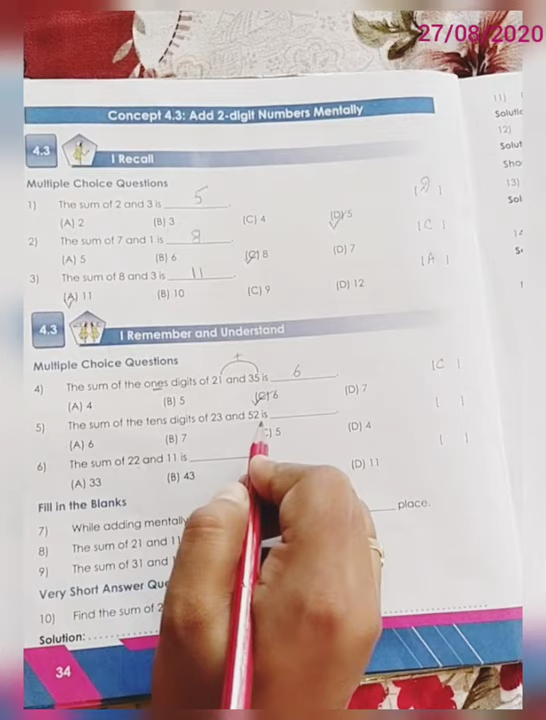 27/08/2020
Concept 4.3: Add 2-digit Numbers Mentally
4.3 I Recall
Multiple Choice Questions
1) The sum of 2 and 3 is 5.
(A) 2 (B) 3 (C) 4 (D) 5
2) The sum of 7 and 1 is 8. [C]
(A) 5 (B) 6 (C) 8 (D) 7
3) The sum of 8 and 3 is 11. [A]
(A) 11 (B) 10 (C) 9 (D) 12
4.3 I Remember and Understand
Multiple Choice Questions
+
4) The sum of the ones digits of 21 and 35 is 6. [C]
(A) 4 (B) 5 (C) 6 (D) 7
5) The sum of the tens digits of 23 and 52 is ______ [ ]
(A) 6 (B) 7 (C) 5 (D) 4
6) The sum of 22 and 11 is ______ [ ]
(A) 33 (B) 43 (D) 11
Fill in the Blanks
7) While adding mentally ______ place.
8) The sum of 21 and 11
9) The sum of 31 and
Very Short Answer
10) Find the sum of 2
Solution:
34
11)
12)
13)